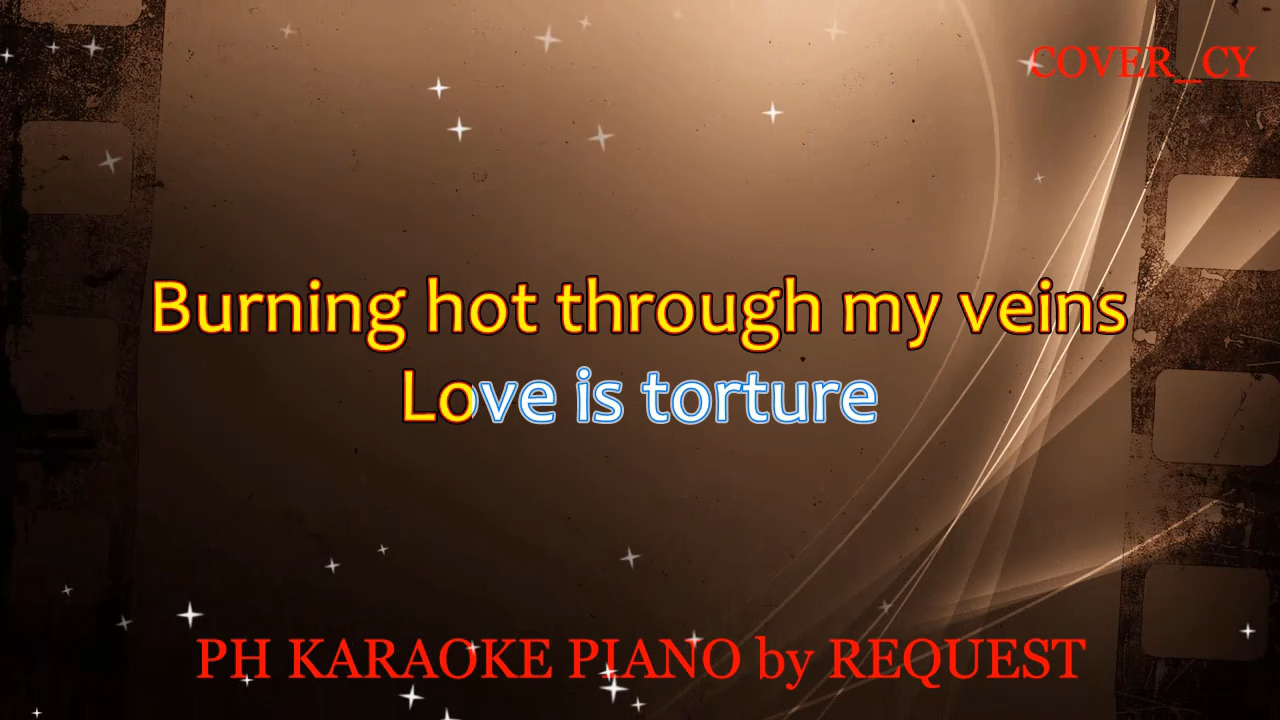 COVER_CY
Burning hot through my veins
Love is torture
PH KARAOKE PIANO by REQUEST